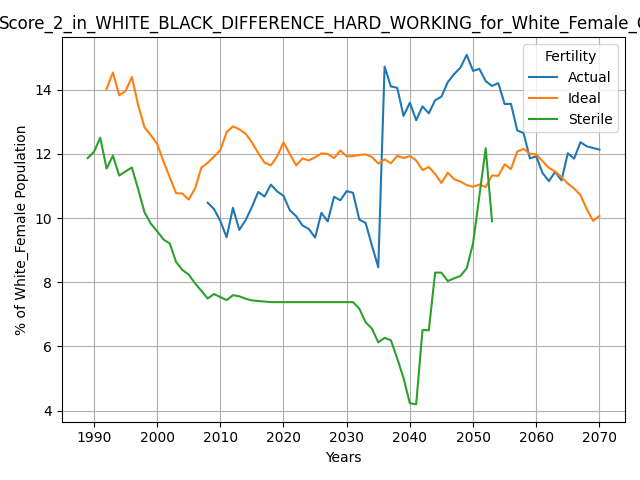 Score_2_in_WHITE_BLACK_DIFFERENCE_HARD_WORKING_for_White_Female_
Fertility
Actual
Ideal
Sterile
% of White_Female Population
14
12
10
8
6
4
1990 2000 2010 2020 2030 2040 2050 2060 2070
Years